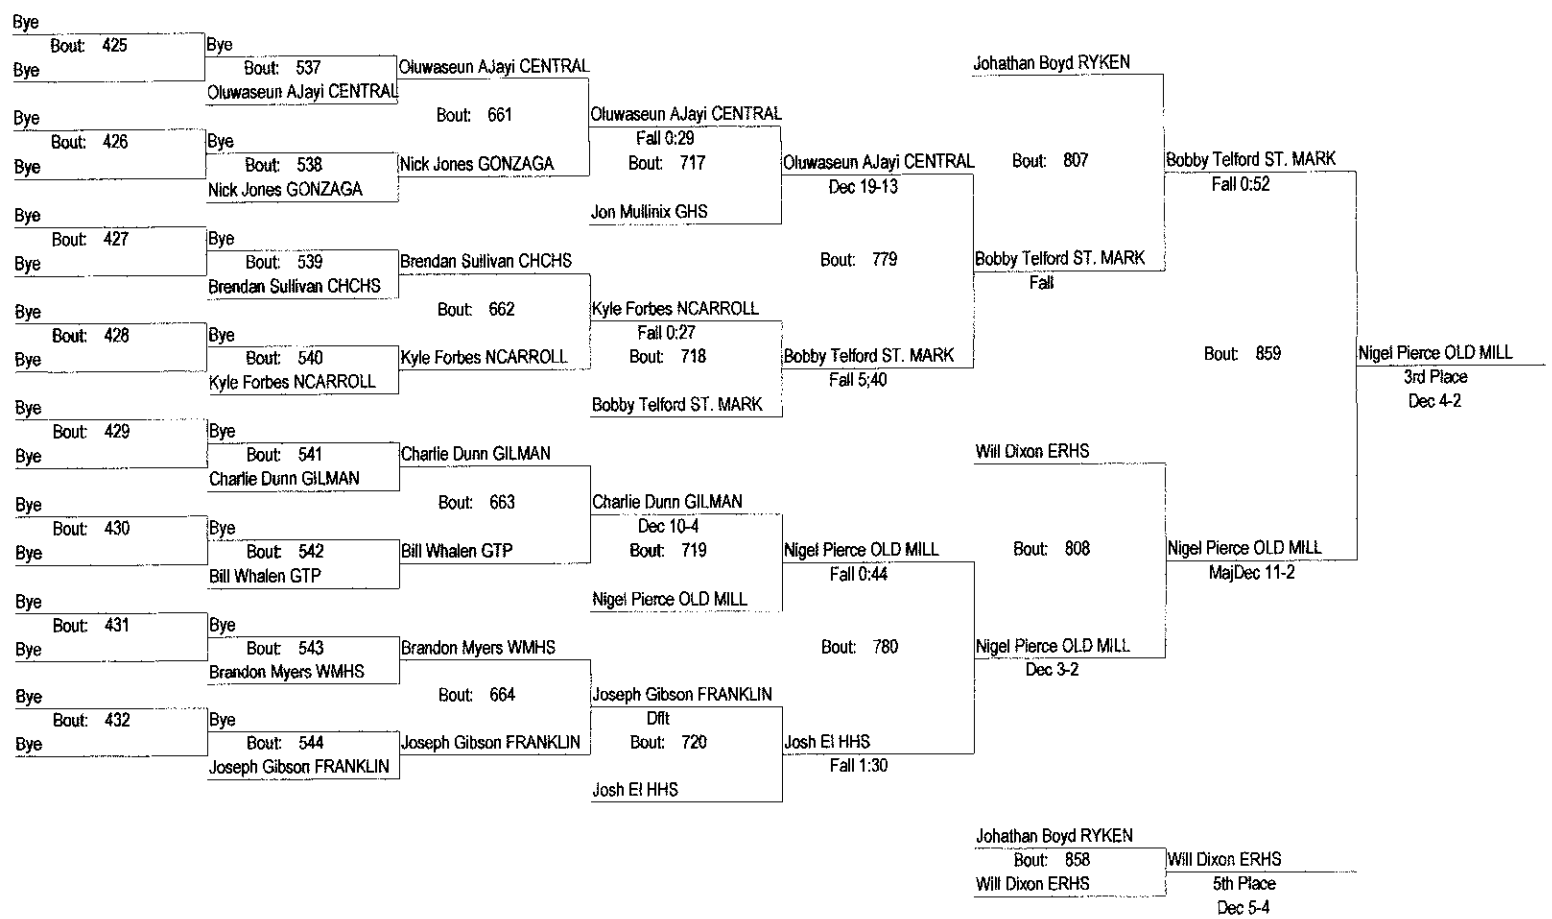 Bye
Bout: 425
Bye
Bye
Bout: 537
Oluwaseun AJayi CENTRAL
Oluwaseun AJayi CENTRAL
Bout: 661
Bye
Bout: 426
Bye
Bye
Bout: 538
Nick Jones GONZAGA
Nick Jones GONZAGA
Oluwaseun AJayi CENTRAL
Fall 0:29
Bout: 717
Jon Mullinix GHS
Oluwaseun AJayi CENTRAL
Dec 19-13
Bye
Bout: 427
Bye
Bye
Bout: 539
Brendan Sullivan CHCHS
Brendan Sullivan CHCHS
Bout: 662
Bye
Bout: 428
Bye
Bye
Bout: 540
Kyle Forbes NCARROLL
Kyle Forbes NCARROLL
Kyle Forbes NCARROLL
Fall 0:27
Bout: 718
Bobby Telford ST. MARK
Bobby Telford ST. MARK
Fall 5;40
Bout: 779
Johathan Boyd RYKEN
Bout: 807
Bobby Telford ST. MARK
Fall
Bobby Telford ST. MARK
Fall 0:52
Bye
Bout: 429
Bye
Bye
Bout: 541
Charlie Dunn GILMAN
Charlie Dunn GILMAN
Bout: 663
Bye
Bout: 430
Bye
Bye
Bout: 542
Bill Whalen GTP
Bill Whalen GTP
Charlie Dunn GILMAN
Dec 10-4
Bout: 719
Nigel Pierce OLD MILL
Nigel Pierce OLD MILL
Fall 0:44
Bye
Bout: 431
Bye
Bye
Bout: 543
Brandon Myers WMHS
Brandon Myers WMHS
Bout: 664
Bye
Bout: 432
Bye
Bye
Bout: 544
Joseph Gibson FRANKLIN
Joseph Gibson FRANKLIN
Joseph Gibson FRANKLIN
Dflt
Bout: 720
Josh El HHS
Josh El HHS
Fall 1:30
Bout: 780
Will Dixon ERHS
Bout: 808
Nigel Pierce OLD MILL
Dec 3-2
Nigel Pierce OLD MILL
MajDec 11-2
Bout: 859
Nigel Pierce OLD MILL
3rd Place
Dec 4-2
Johathan Boyd RYKEN
Bout: 858
Will Dixon ERHS
Will Dixon ERHS
5th Place
Dec 5-4